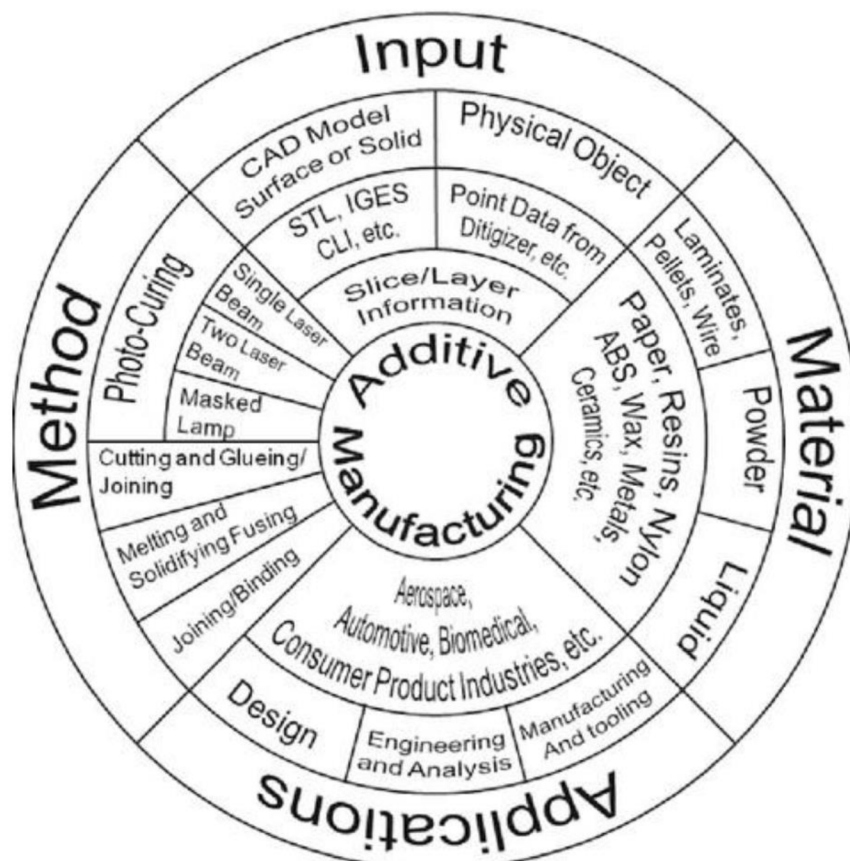 Input
CAD Model
Surface or Solid
Physical Object
STL, IGES
CLI, etc.
Point Data from
Ditigizer, etc.
Slice/Layer
Information
Method
Photo-Curing
Single Laser
Beam
Two Laser
Beam
Masked
Lamp
Cutting and Glueing/
Joining
Melting and
Solidifying Fusing
Joining/Binding
Additive
Manufacturing
Material
Laminates,
Pellets, Wire
Powder
Liquid
Paper, Resins, Nylon
ABS, Wax, Metals,
Ceramics, etc.
Aerospace,
Automotive, Biomedical,
Consumer Product Industries, etc.
Design
Engineering
and Analysis
Manufacturing
And tooling
Applications